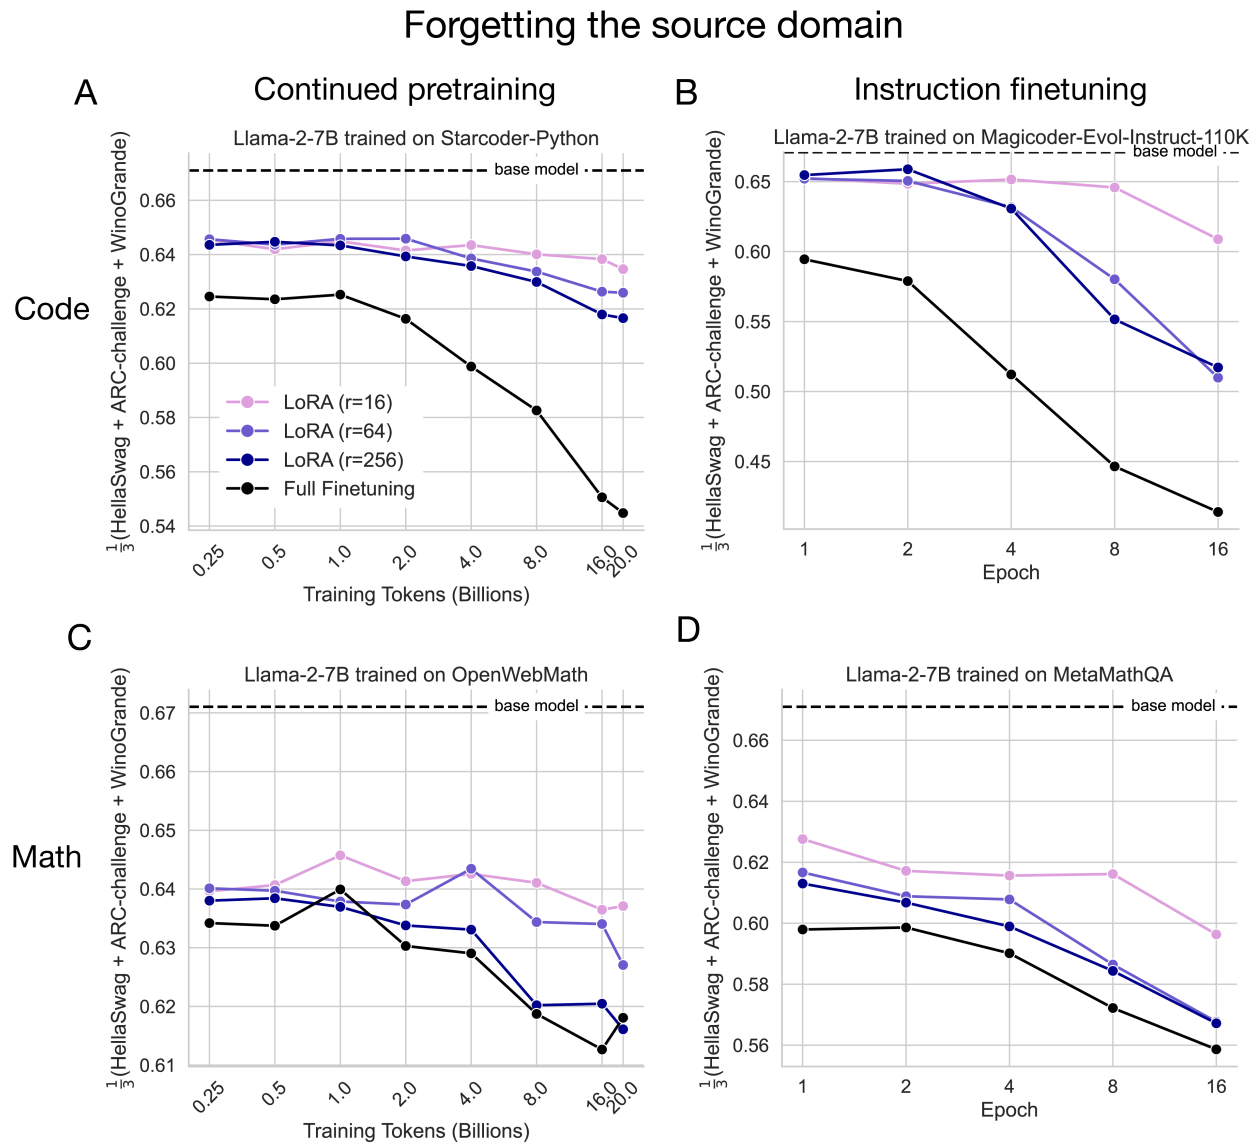 Forgetting the source domain
A
Continued pretraining
B
Instruction finetuning
Code
Math
Llama-2-7B trained on Starcoder-Python
1/3(HellaSwag + ARC-challenge + WinoGrande)
base model
0.66
0.64
0.62
0.60
0.58
0.56
0.54
LoRA (r=16)
LoRA (r=64)
LoRA (r=256)
Full Finetuning
0.25 0.5 1.0 2.0 4.0 8.0 16.0 20.0
Training Tokens (Billions)
Llama-2-7B trained on Magicoder-Evol-Instruct-110K
1/3(HellaSwag + ARC-challenge + WinoGrande)
base model
0.65
0.60
0.55
0.50
0.45
1 2 4 8 16
Epoch
C
Llama-2-7B trained on OpenWebMath
1/3(HellaSwag + ARC-challenge + WinoGrande)
base model
0.67
0.66
0.65
0.64
0.63
0.62
0.61
0.25 0.5 1.0 2.0 4.0 8.0 16.0 20.0
Training Tokens (Billions)
D
Llama-2-7B trained on MetaMathQA
1/3(HellaSwag + ARC-challenge + WinoGrande)
base model
0.66
0.64
0.62
0.60
0.58
0.56
1 2 4 8 16
Epoch